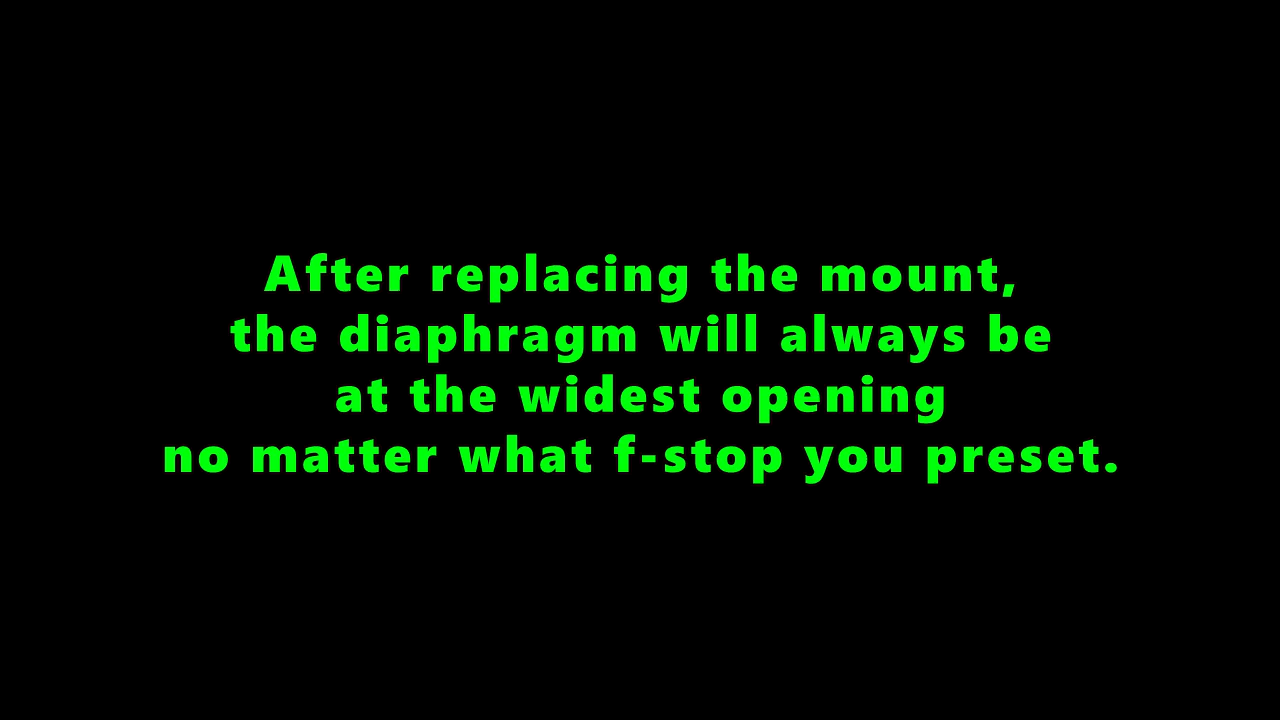 After replacing the mount,
the diaphragm will always be
at the widest opening
no matter what f-stop you preset.